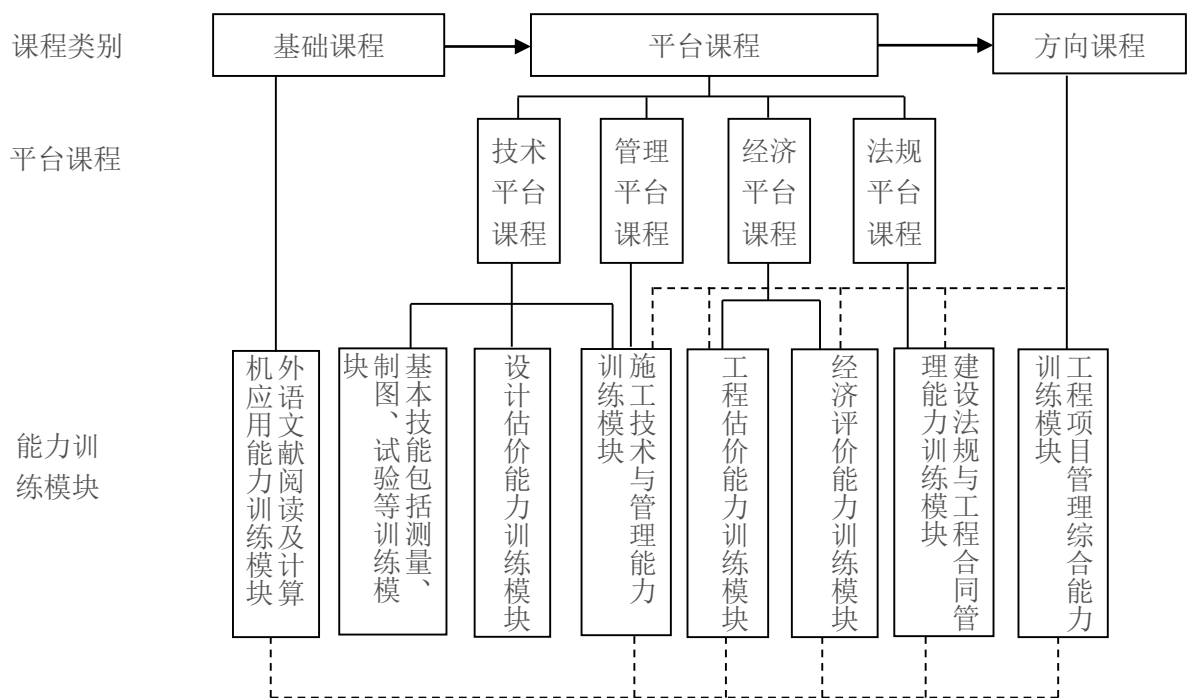 课程类别
基础课程
平台课程
方向课程
平台课程
技术
平台
课程
管理
平台
课程
经济
平台
课程
法规
平台
课程
能力训
练模块
外语文献阅读及计算
机应用能力训练模块
基本技能包括测量、
制图、试验等训练模
块
设计估价能力训练模块
施工技术与管理能力
训练模块
工程估价能力训练模块
经济评价能力训练模块
建设法规与工程合同管
理能力训练模块
工程项目管理综合能力
训练模块